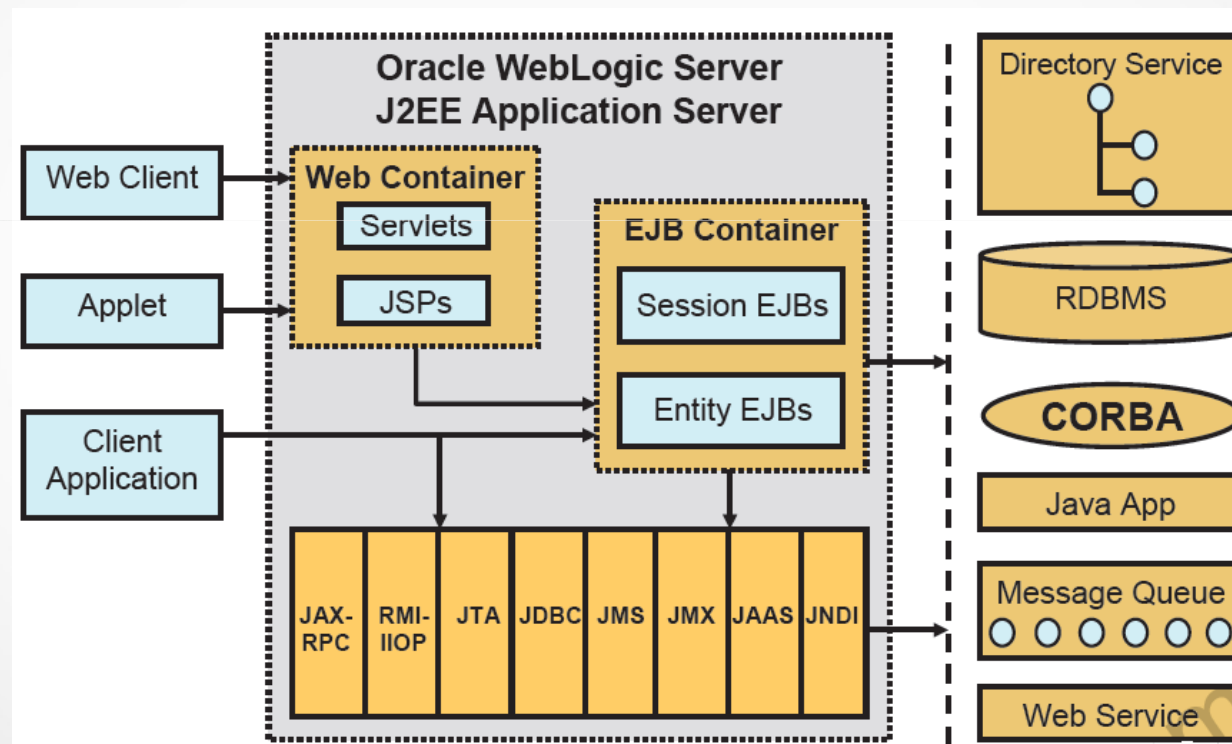 Oracle WebLogic Server
J2EE Application Server
Web Client
Applet
Client
Application
Web Container
Servlets
JSPs
EJB Container
Session EJBs
Entity EJBs
JAX-
RPC
RMI-
IIOP
JTA
JDBC
JMS
JMX
JAAS
JNDI
Directory Service
RDBMS
CORBA
Java App
Message Queue
Web Service